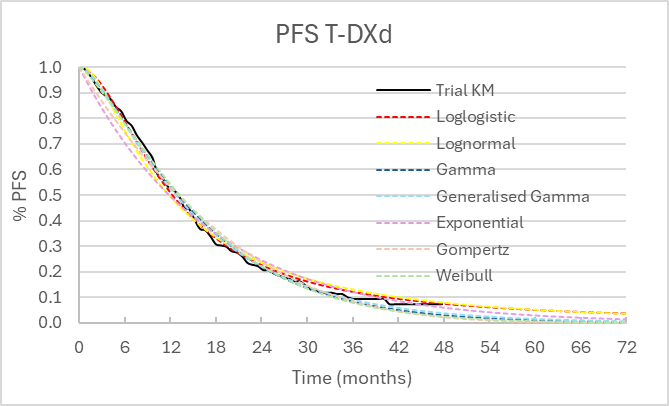 PFS T-DXd
1.0
0.9
0.8
0.7
0.6
0.5
0.4
0.3
0.2
0.1
0.0
% PFS
Trial KM
Loglogistic
Lognormal
Gamma
Generalised Gamma
Exponential
Gompertz
Weibull
0 6 12 18 24 30 36 42 48 54 60 66 72
Time (months)